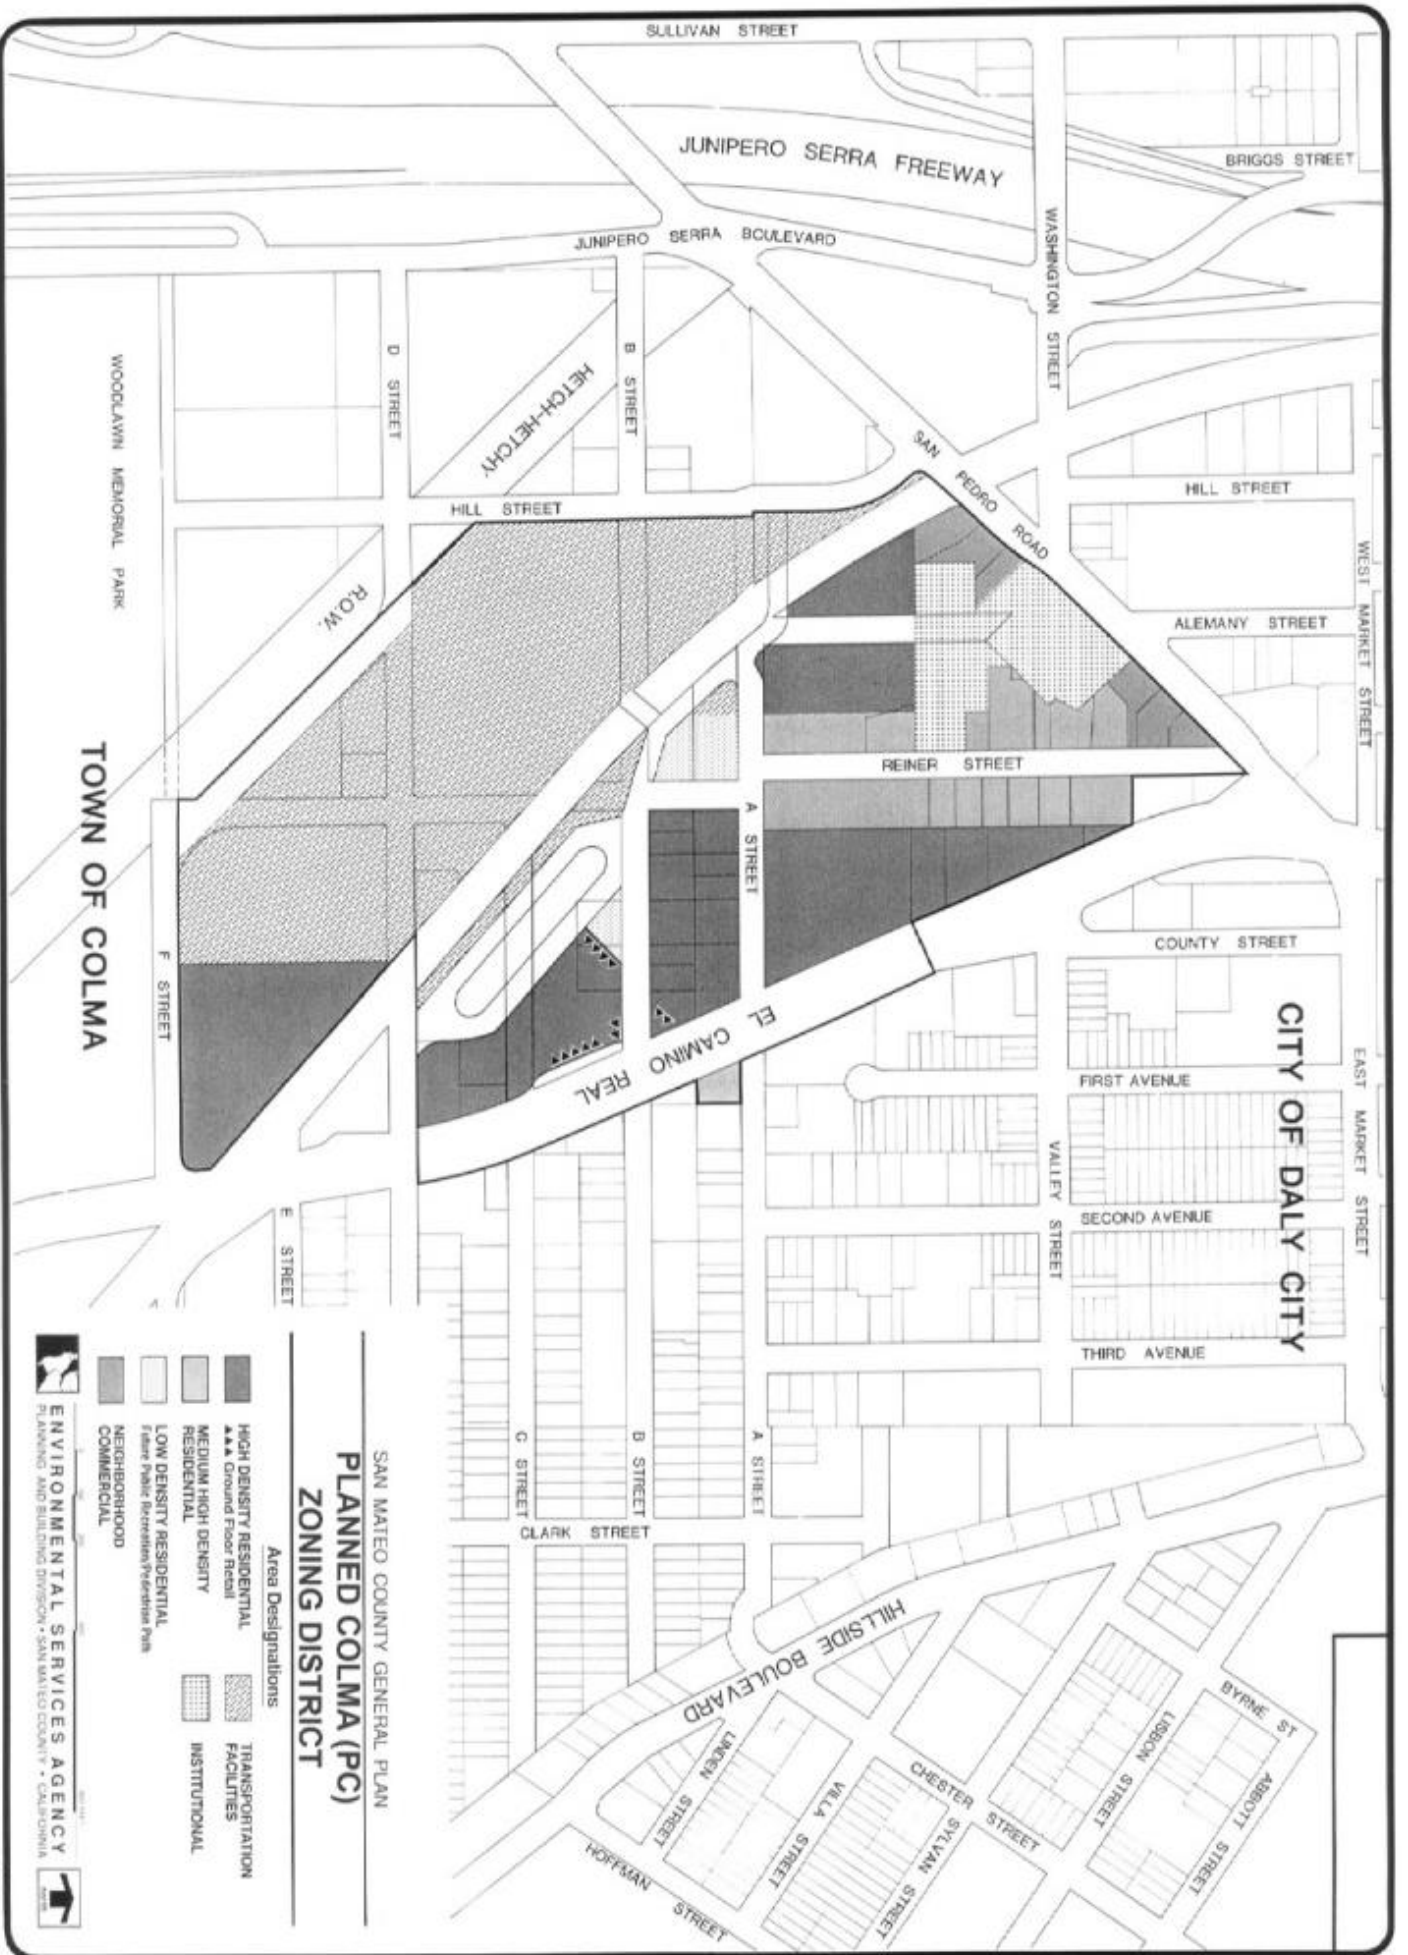 SULLIVAN STREET
JUNIPERO SERRA FREEWAY
BRIGGS STREET
JUNIPERO SERRA BOULEVARD
WASHINGTON STREET
D STREET
B STREET
HETCH-HETCHY
R.O.W.
WOODLAWN MEMORIAL PARK
SAN PEDRO ROAD
HILL STREET
HILL STREET
WEST MARKET STREET
ALEMANY STREET
REINER STREET
A STREET
TOWN OF COLMA
F STREET
COUNTY STREET
EL CAMINO REAL
CITY OF DALY CITY
EAST MARKET STREET
FIRST AVENUE
VALLEY STREET
SECOND AVENUE
E STREET
THIRD AVENUE
C STREET
B STREET
A STREET
CLARK STREET
HILLSIDE BOULEVARD
LINDEN STREET
VILLA STREET
HOFFMAN STREET
CHESTER STREET
SYLVAN STREET
LISBON STREET
BYRNE ST
ABBOTT STREET
SAN MATEO COUNTY GENERAL PLAN
PLANNED COLMA (PC)
ZONING DISTRICT
Area Designations
HIGH DENSITY RESIDENTIAL
▲▲▲ Ground Floor Retail
MEDIUM HIGH DENSITY
RESIDENTIAL
LOW DENSITY RESIDENTIAL
Future Public Recreation/Pedestrian Path
NEIGHBORHOOD
COMMERCIAL
TRANSPORTATION
FACILITIES
INSTITUTIONAL
ENVIRONMENTAL SERVICES AGENCY
PLANNING AND BUILDING DIVISION • SAN MATEO COUNTY • CALIFORNIA
north